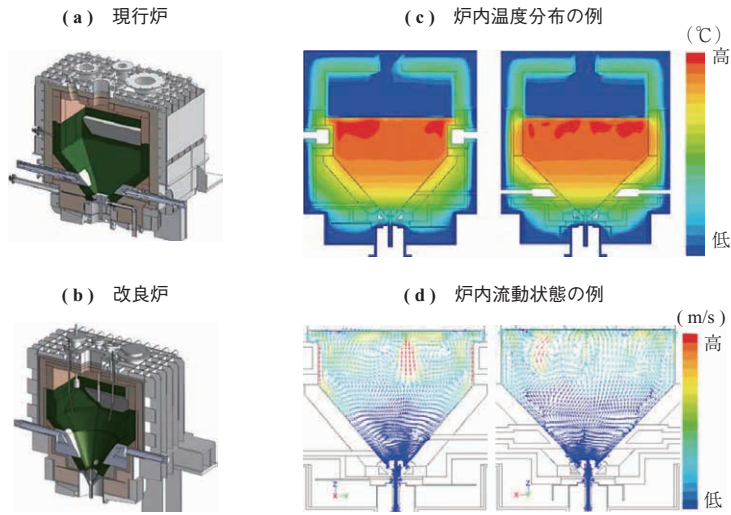 (a) 現行炉
(c) 炉内温度分布の例
(℃)
高
低
(b) 改良炉
(d) 炉内流動状態の例
(m/s)
高
低